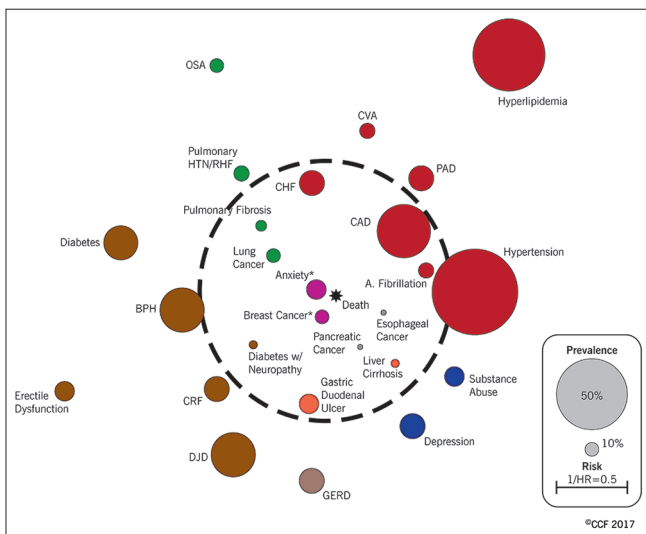 OSA
Hyperlipidemia
CVA
Pulmonary
HTN/RHF
PAD
CHF
Pulmonary Fibrosis
CAD
Diabetes
Lung
Cancer
Hypertension
Anxiety*
A. Fibrillation
Death
BPH
Breast Cancer*
Esophageal
Cancer
Pancreatic
Cancer
Diabetes w/
Neuropathy
Liver
Cirrhosis
Prevalence
50%
Substance
Abuse
Erectile
Dysfunction
CRF
Gastric
Duodenal
Ulcer
Depression
10%
Risk
1/HR=0.5
DJD
GERD
©CCF 2017